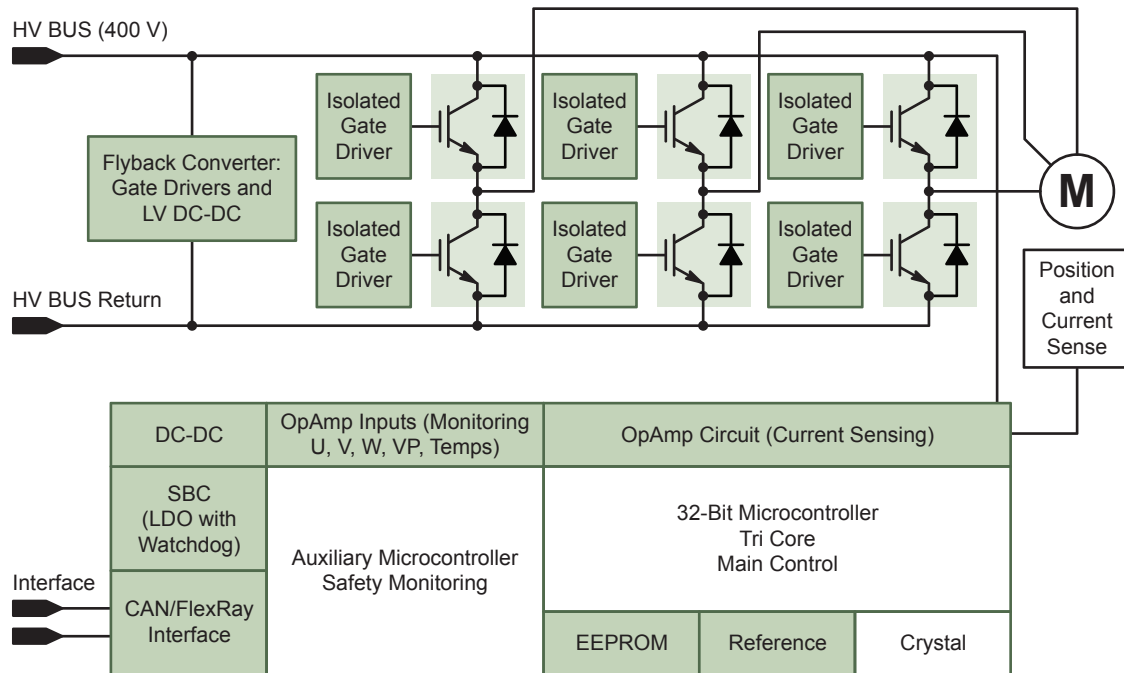 HV BUS (400 V)
Isolated
Gate
Driver
Isolated
Gate
Driver
Isolated
Gate
Driver
Flyback Converter:
Gate Drivers and
LV DC-DC
M
Isolated
Gate
Driver
Isolated
Gate
Driver
Isolated
Gate
Driver
Position
and
Current
Sense
HV BUS Return
DC-DC
OpAmp Inputs (Monitoring
U, V, W, VP, Temps)
OpAmp Circuit (Current Sensing)
SBC
(LDO with
Watchdog)
Auxiliary Microcontroller
Safety Monitoring
32-Bit Microcontroller
Tri Core
Main Control
Interface
CAN/FlexRay
Interface
EEPROM
Reference
Crystal